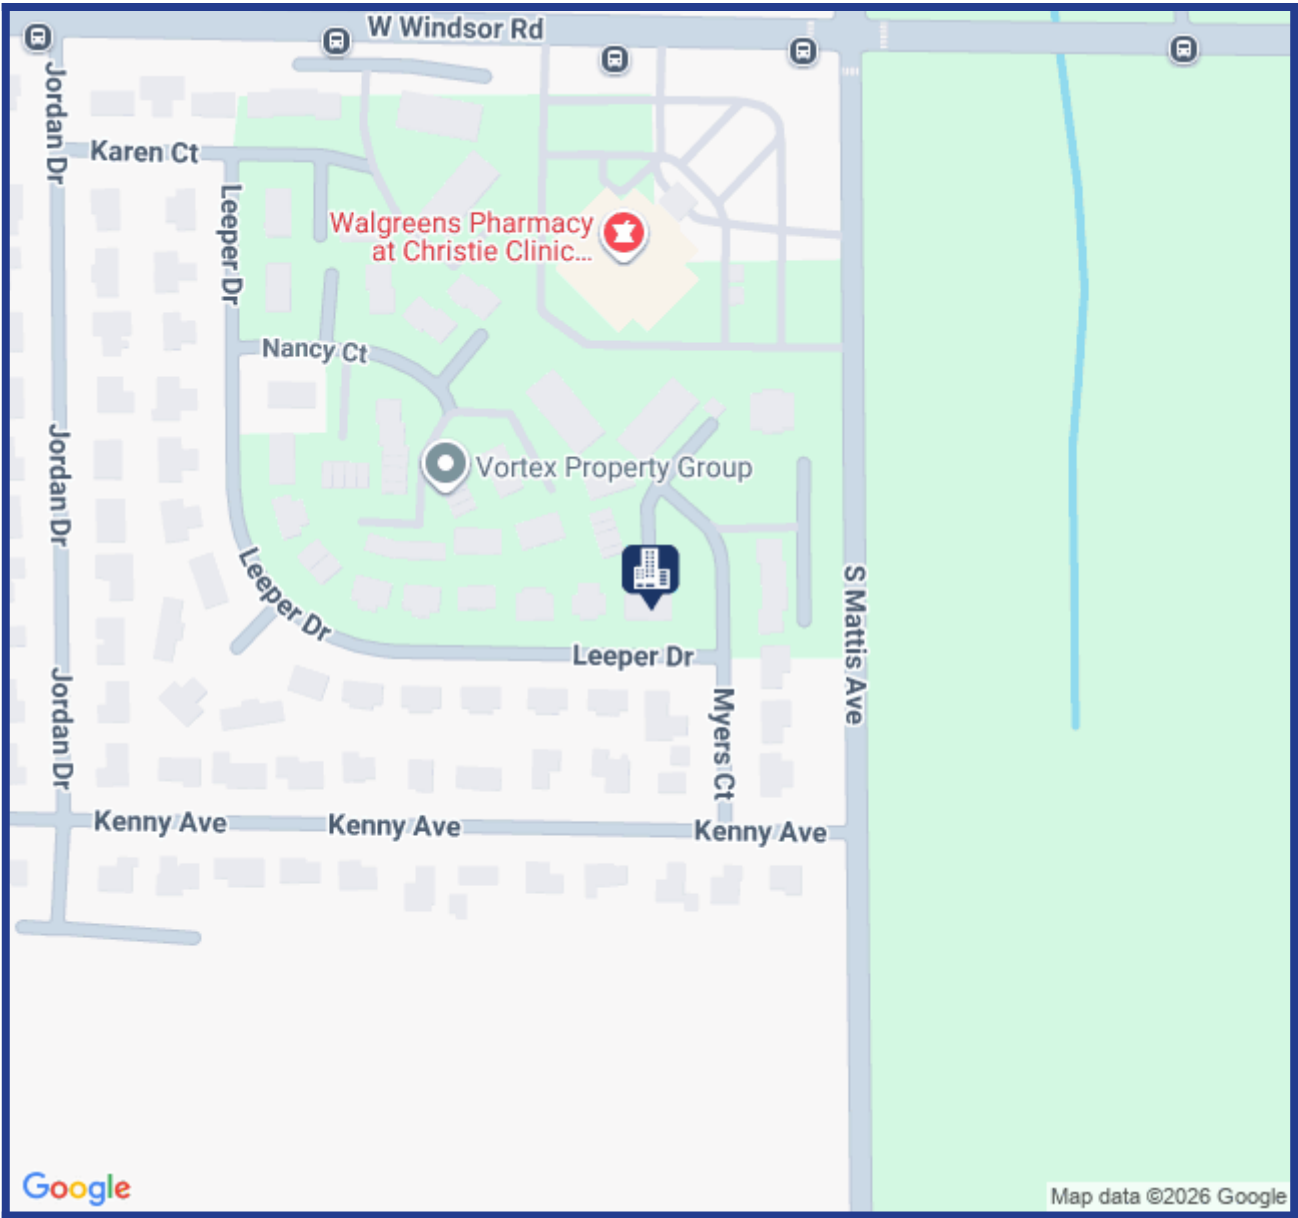 W Windsor Rd
Jordan Dr
Karen Ct
Leeper Dr
Walgreens Pharmacy
at Christie Clinic...
Nancy Ct
Jordan Dr
Vortex Property Group
Leeper Dr
S Mattis Ave
Leeper Dr
Jordan Dr
Myers Ct
Kenny Ave
Kenny Ave
Kenny Ave
Google
Map data ©2026 Google